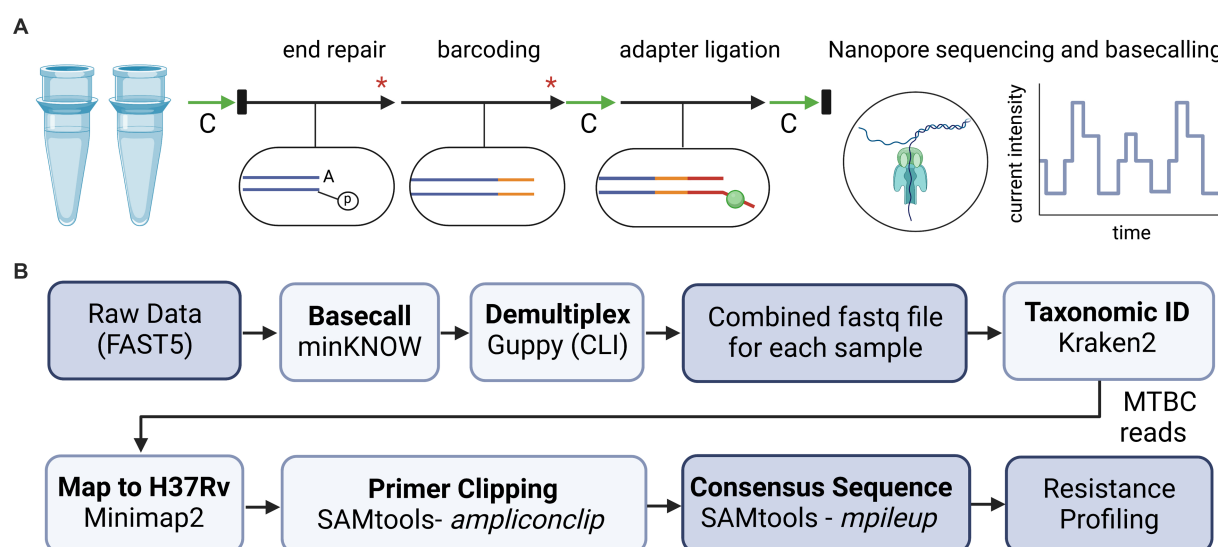 A
end repair
barcoding
adapter ligation
Nanopore sequencing and basecalling
*
*
C
C
C
A
p
current intensity
time
B
Raw Data
(FAST5)
Basecall
minKNOW
Demultiplex
Guppy (CLI)
Combined fastq file
for each sample
Taxonomic ID
Kraken2
MTBC
reads
Map to H37Rv
Minimap2
Primer Clipping
SAMtools- ampliconclip
Consensus Sequence
SAMtools - mpileup
Resistance
Profiling